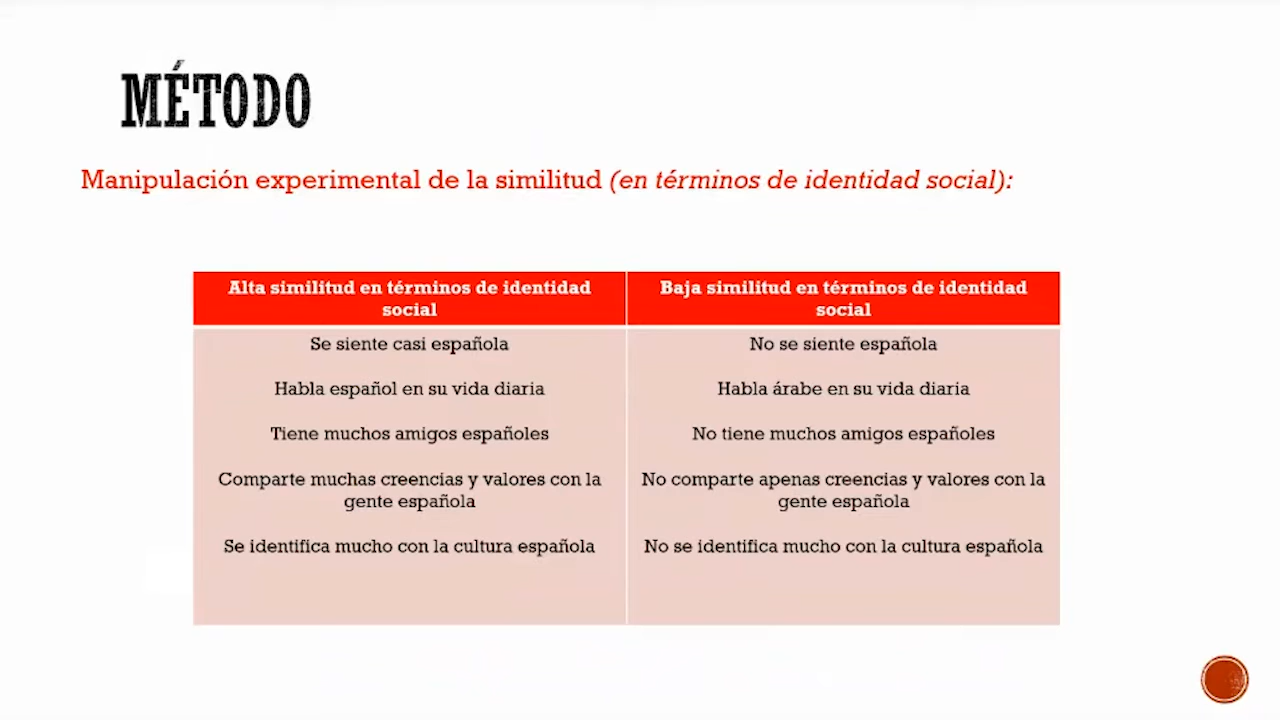 MÉTODO
Manipulación experimental de la similitud (en términos de identidad social):
Alta similitud en términos de identidad
social
Baja similitud en términos de identidad
social
Se siente casi española
No se siente española
Habla español en su vida diaria
Habla árabe en su vida diaria
Tiene muchos amigos españoles
No tiene muchos amigos españoles
Comparte muchas creencias y valores con la
gente española
No comparte apenas creencias y valores con la
gente española
Se identifica mucho con la cultura española
No se identifica mucho con la cultura española